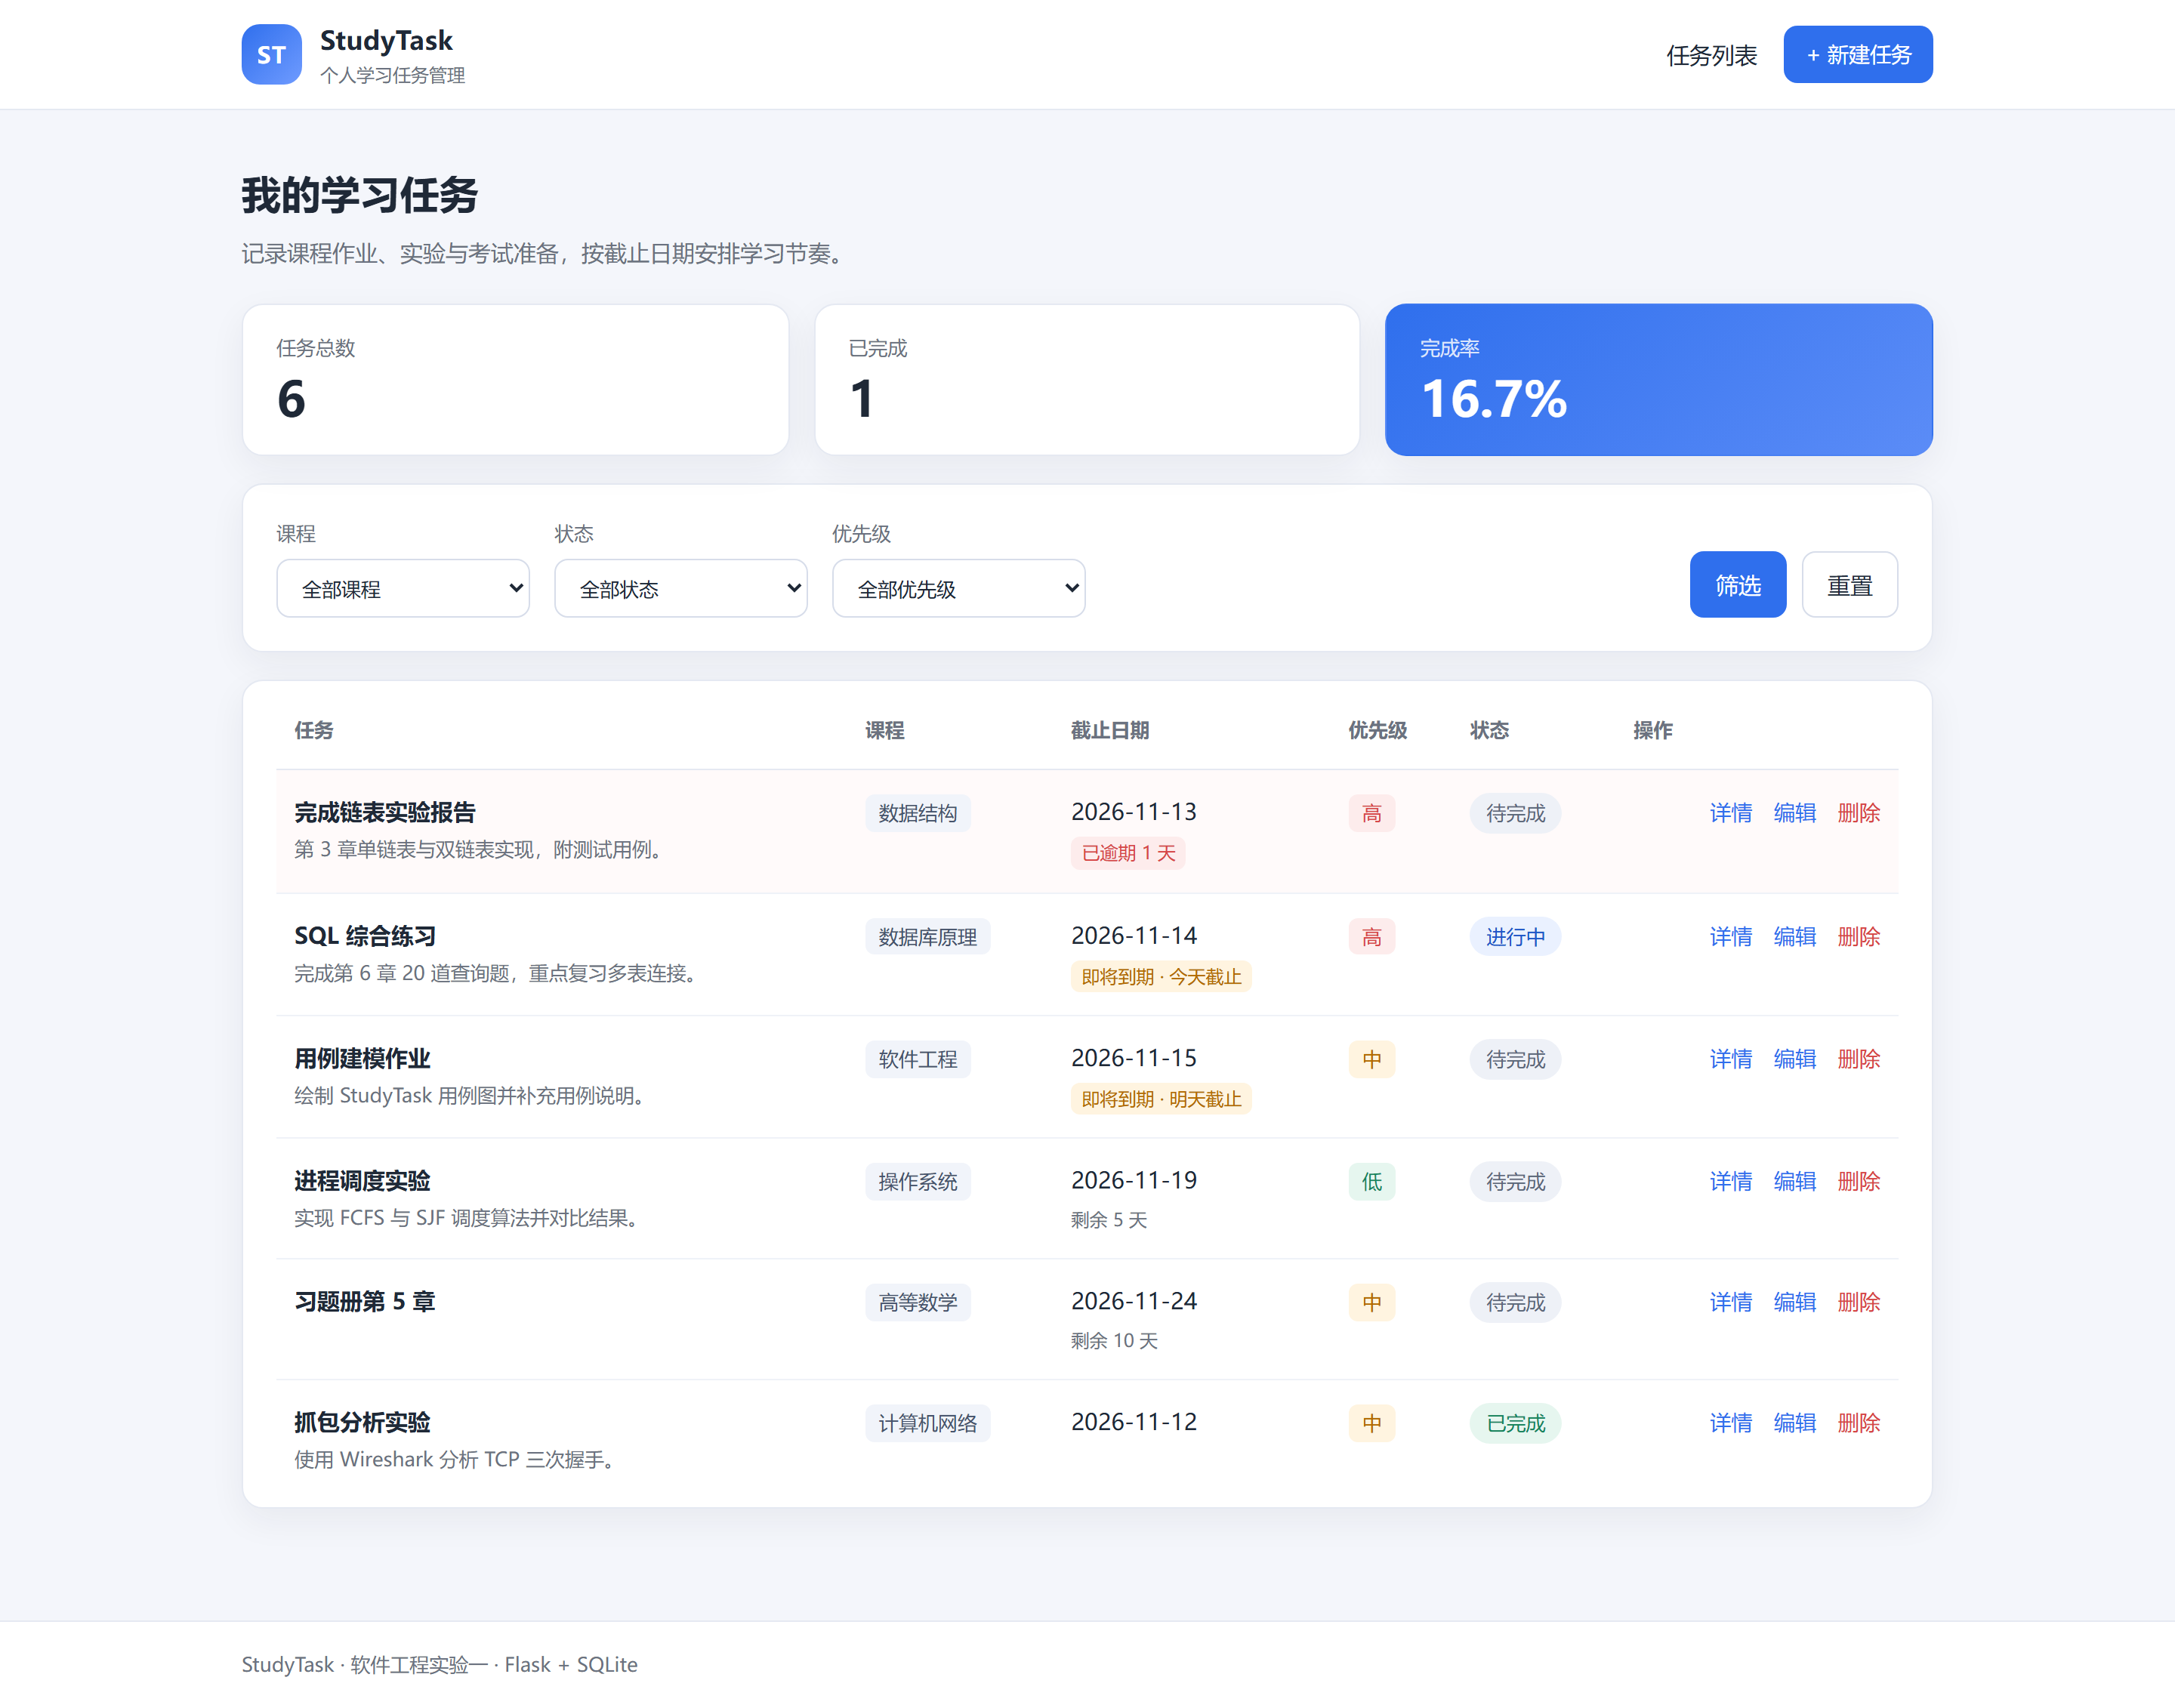 ST
StudyTask
个人学习任务管理
任务列表
+ 新建任务
我的学习任务
记录课程作业、实验与考试准备，按截止日期安排学习节奏。
任务总数
6
已完成
1
完成率
16.7%
课程
全部课程
状态
全部状态
优先级
全部优先级
筛选
重置
任务 课程 截止日期 优先级 状态 操作
完成链表实验报告 数据结构 2026-11-13 高 待完成 详情 编辑 删除
第 3 章单链表与双链表实现，附测试用例。 已逾期 1 天
SQL 综合练习 数据库原理 2026-11-14 高 进行中 详情 编辑 删除
完成第 6 章 20 道查询题，重点复习多表连接。 即将到期 · 今天截止
用例建模作业 软件工程 2026-11-15 中 待完成 详情 编辑 删除
绘制 StudyTask 用例图并补充用例说明。 即将到期 · 明天截止
进程调度实验 操作系统 2026-11-19 低 待完成 详情 编辑 删除
实现 FCFS 与 SJF 调度算法并对比结果。 剩余 5 天
习题册第 5 章 高等数学 2026-11-24 中 待完成 详情 编辑 删除
剩余 10 天
抓包分析实验 计算机网络 2026-11-12 中 已完成 详情 编辑 删除
使用 Wireshark 分析 TCP 三次握手。
StudyTask · 软件工程实验一 · Flask + SQLite